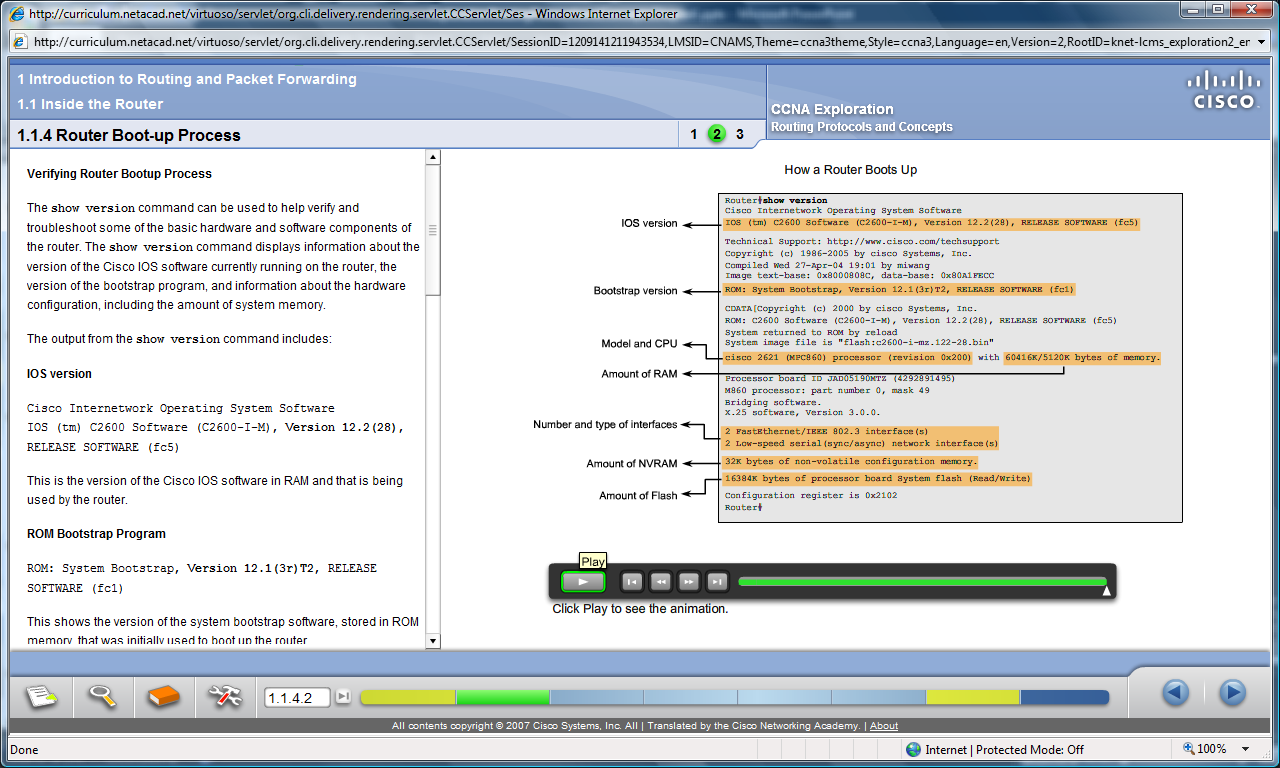 http://curriculum.netacad.net/virtuoso/servlet/org.cli.delivery.rendering.servlet.CCServlet/Ses - Windows Internet Explorer
http://curriculum.netacad.net/virtuoso/servlet/org.cli.delivery.rendering.servlet.CCServlet/SessionID=1209141211943534,LMSID=CNAMS,Theme=ccna3theme,Style=ccna3,Language=en,Version=2,RootID=knet-lcms_exploration2_en
1 Introduction to Routing and Packet Forwarding
1.1 Inside the Router
CISCO
CCNA Exploration
Routing Protocols and Concepts
1.1.4 Router Boot-up Process
1 2 3
Verifying Router Bootup Process
The show version command can be used to help verify and
troubleshoot some of the basic hardware and software components of
the router. The show version command displays information about the
version of the Cisco IOS software currently running on the router, the
version of the bootstrap program, and information about the hardware
configuration, including the amount of system memory.
The output from the show version command includes:
IOS version
Cisco Internetwork Operating System Software
IOS (tm) C2600 Software (C2600-I-M), Version 12.2(28),
RELEASE SOFTWARE (fc5)
This is the version of the Cisco IOS software in RAM and that is being
used by the router.
ROM Bootstrap Program
ROM: System Bootstrap, Version 12.1(3r)T2, RELEASE
SOFTWARE (fc1)
This shows the version of the system bootstrap software, stored in ROM
memory, that was initially used to boot up the router.
How a Router Boots Up
Router#show version
Cisco Internetwork Operating System Software
IOS version
IOS (tm) C2600 Software (C2600-I-M), Version 12.2(28), RELEASE SOFTWARE (fc5)
Technical Support: http://www.cisco.com/techsupport
Copyright (c) 1986-2005 by cisco Systems, Inc.
Compiled Wed 27-Apr-04 19:01 by miwang
Image text-base: 0x8000808C, data-base: 0x80A1FECC
Bootstrap version
ROM: System Bootstrap, Version 12.1(3r)T2, RELEASE SOFTWARE (fc1)
CDATA[Copyright (c) 2000 by cisco Systems, Inc.
ROM: C2600 Software (C2600-I-M), Version 12.2(28), RELEASE SOFTWARE (fc5)
System returned to ROM by reload
System image file is "flash:c2600-i-mz.122-28.bin"
Model and CPU
cisco 2621 (MPC860) processor (revision 0x200) with 60416K/5120K bytes of memory.
Amount of RAM
Processor board ID JAD05190MTZ (4292891495)
M860 processor: part number 0, mask 49
Bridging software.
X.25 software, Version 3.0.0.
Number and type of interfaces
2 FastEthernet/IEEE 802.3 interface(s)
2 Low-speed serial(sync/async) network interface(s)
Amount of NVRAM
32K bytes of non-volatile configuration memory.
Amount of Flash
16384K bytes of processor board System flash (Read/Write)
Configuration register is 0x2102
Router#
Play
Click Play to see the animation.
1.1.4.2
All contents copyright © 2007 Cisco Systems, Inc. All | Translated by the Cisco Networking Academy. | About
Done
Internet | Protected Mode: Off
100%